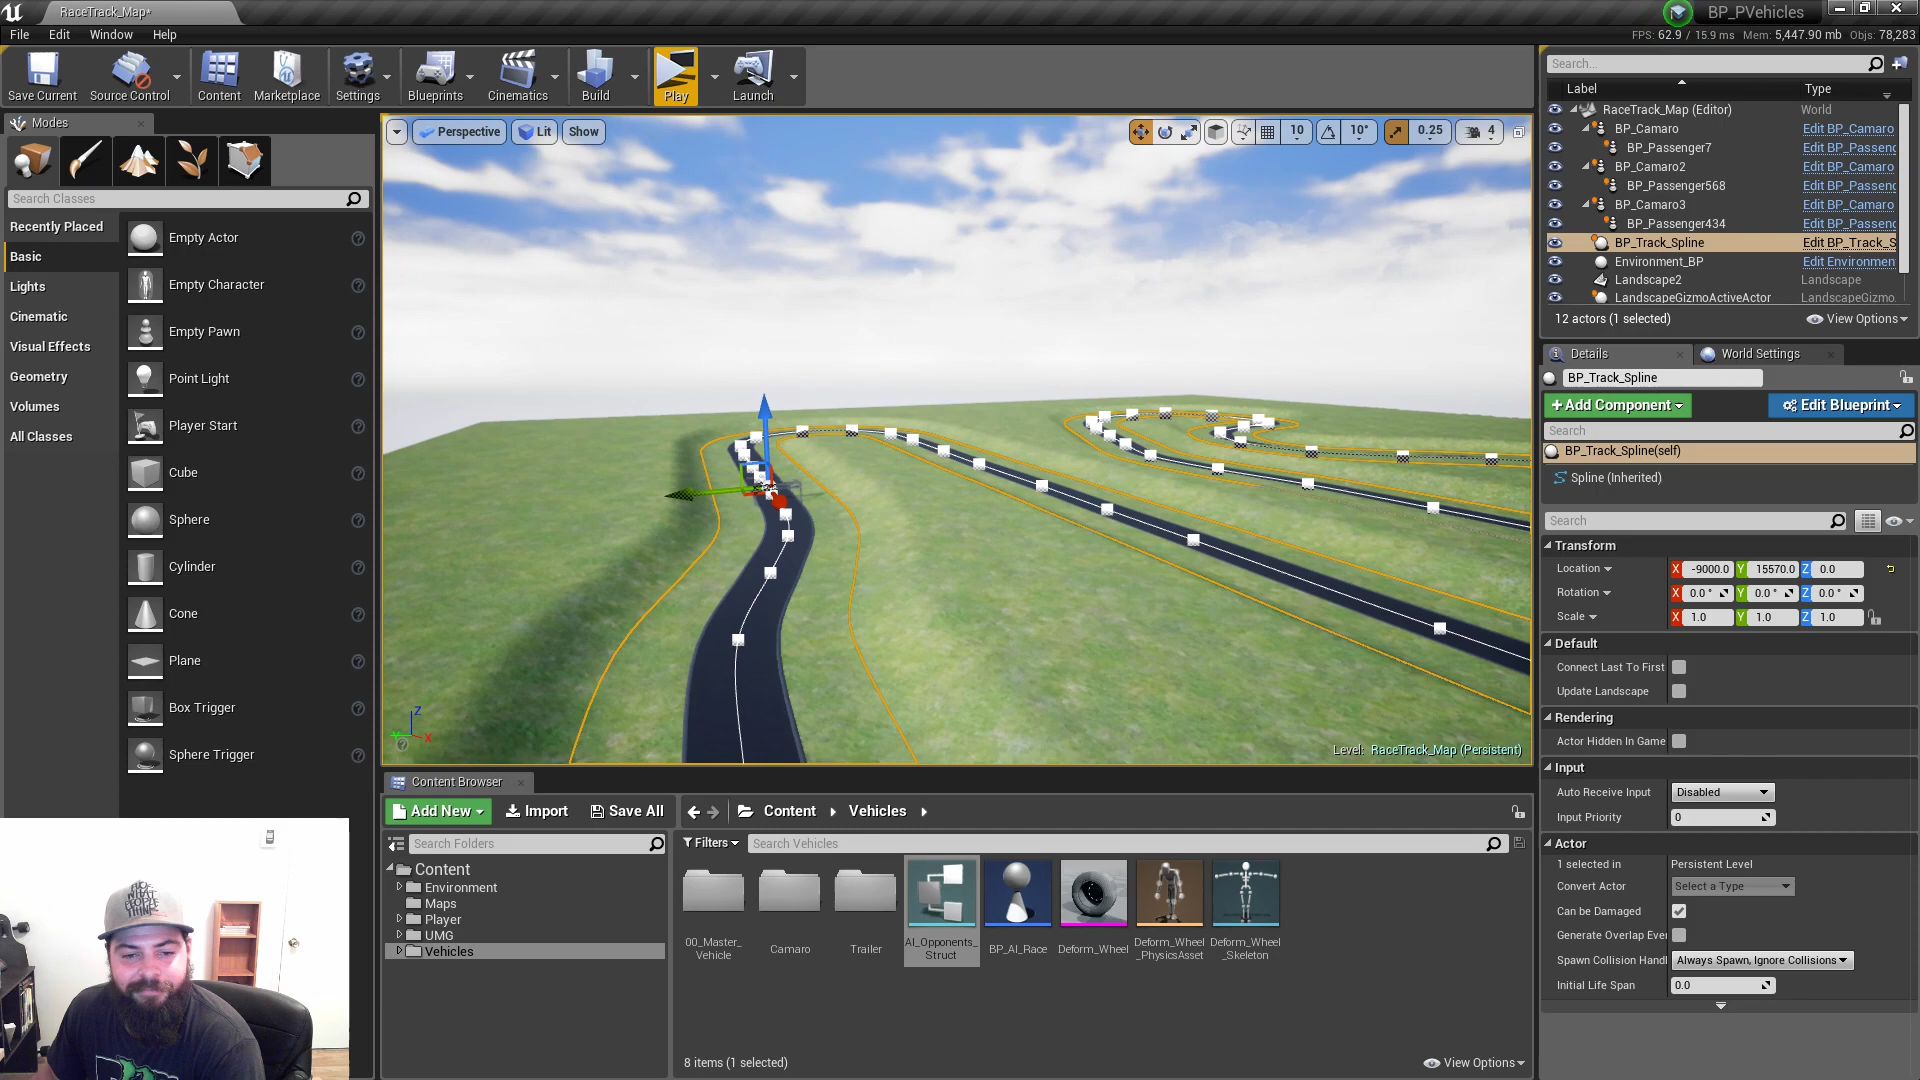 RaceTrack_Map*
BP_PVehicles
File Edit Window Help
FPS: 62.9 / 15.9 ms Mem: 5,447.90 mb Objs: 78,283
Save Current
Source Control
Content
Marketplace
Settings
Blueprints
Cinematics
Build
Play
Launch
Modes
Search Classes
Recently Placed
Basic
Lights
Cinematic
Visual Effects
Geometry
Volumes
All Classes
Empty Actor
Empty Character
Empty Pawn
Point Light
Player Start
Cube
Sphere
Cylinder
Cone
Plane
Box Trigger
Sphere Trigger
Perspective
Lit
Show
10
10°
0.25
4
Z
X
Level: RaceTrack_Map (Persistent)
Search...
Label Type
RaceTrack_Map (Editor) World
BP_Camaro Edit BP_Camaro
BP_Passenger7 Edit BP_Passenç
BP_Camaro2 Edit BP_Camaro
BP_Passenger568 Edit BP_Passenç
BP_Camaro3 Edit BP_Camaro
BP_Passenger434 Edit BP_Passenç
BP_Track_Spline Edit BP_Track_S
Environment_BP Edit Environmen
Landscape2 Landscape
LandscapeGizmoActiveActor LandscapeGizmo
12 actors (1 selected)
View Options
Details
World Settings
BP_Track_Spline
+Add Component
Edit Blueprint
Search
BP_Track_Spline(self)
Spline (Inherited)
Search
Transform
Location X -9000.0 Y 15570.0 Z 0.0
Rotation X 0.0 ° Y 0.0 ° Z 0.0 °
Scale X 1.0 Y 1.0 Z 1.0
Default
Connect Last To First
Update Landscape
Rendering
Actor Hidden In Game
Input
Auto Receive Input Disabled
Input Priority 0
Actor
1 selected in Persistent Level
Convert Actor Select a Type
Can be Damaged
Generate Overlap Ever
Spawn Collision Handl Always Spawn, Ignore Collisions
Initial Life Span 0.0
Content Browser
Add New
Import
Save All
Content
Vehicles
Search Folders
Filters
Search Vehicles
Content
Environment
Maps
Player
UMG
Vehicles
00_Master_
Vehicle
Camaro
Trailer
AI_Opponents_
Struct
BP_AI_Race
Deform_Wheel
Deform_Wheel
_PhysicsAsset
Deform_Wheel
_Skeleton
8 items (1 selected)
View Options